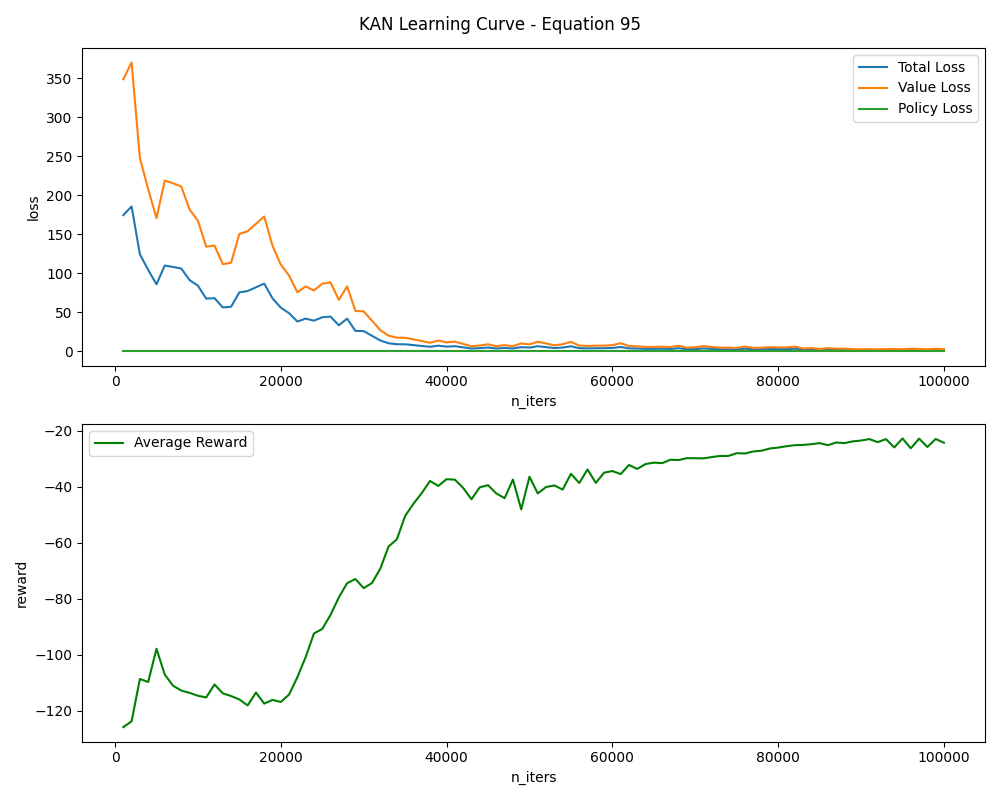 KAN Learning Curve - Equation 95
Total Loss
Value Loss
Policy Loss
350
300
250
200
150
100
50
0
loss
0 20000 40000 60000 80000 100000
n_iters
Average Reward
−20
−40
−60
−80
−100
−120
reward
0 20000 40000 60000 80000 100000
n_iters